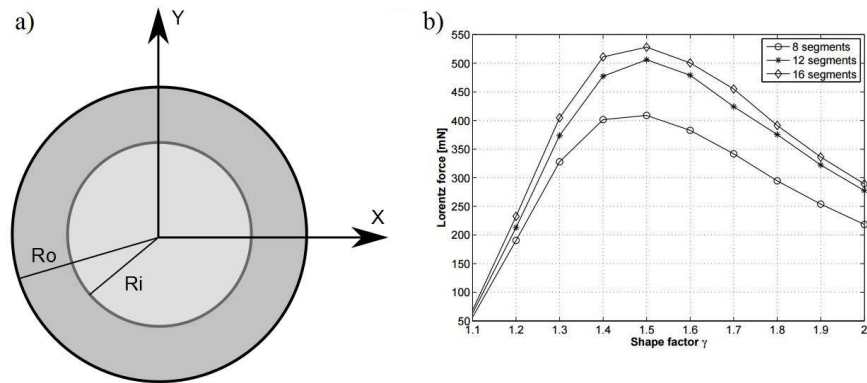 a)
Y
X
Ro
Ri
b)
550
500
450
400
350
300
250
200
150
100
50
Lorentz force [mN]
8 segments
12 segments
16 segments
1.1 1.2 1.3 1.4 1.5 1.6 1.7 1.8 1.9 2
Shape factor γ